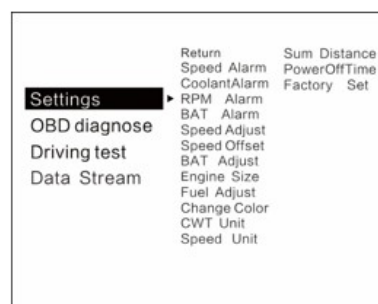 Settings
OBD diagnose
Driving test
Data Stream
Return
Speed Alarm
CoolantAlarm
RPM Alarm
BAT Alarm
Speed Adjust
Speed Offset
BAT Adjust
Engine Size
Fuel Adjust
Change Color
CWT Unit
Speed Unit
Sum Distance
PowerOffTime
Factory Set